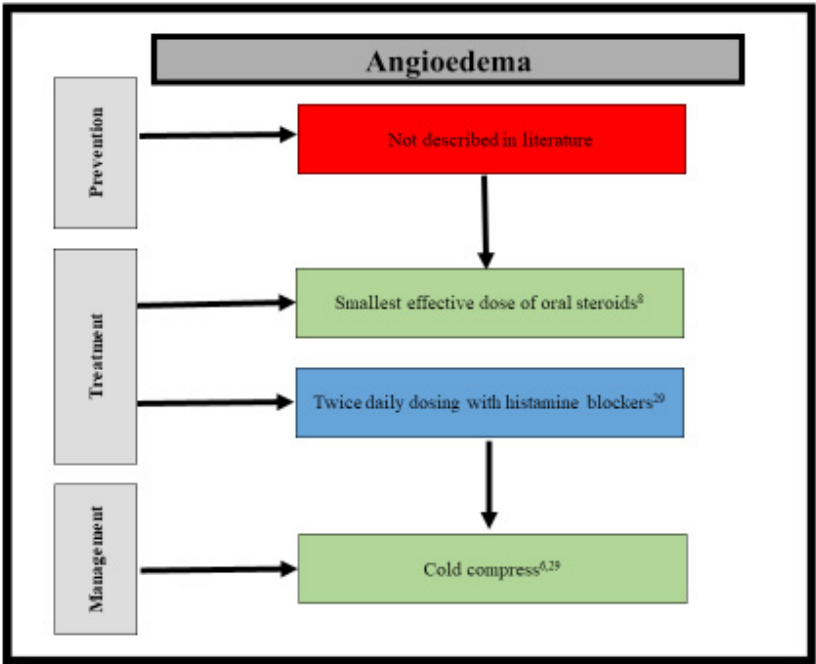 Angioedema
Prevention
Not described in literature
Treatment
Smallest effective dose of oral steroids⁸
Twice daily dosing with histamine blockers²⁹
Management
Cold compress⁶,²⁹